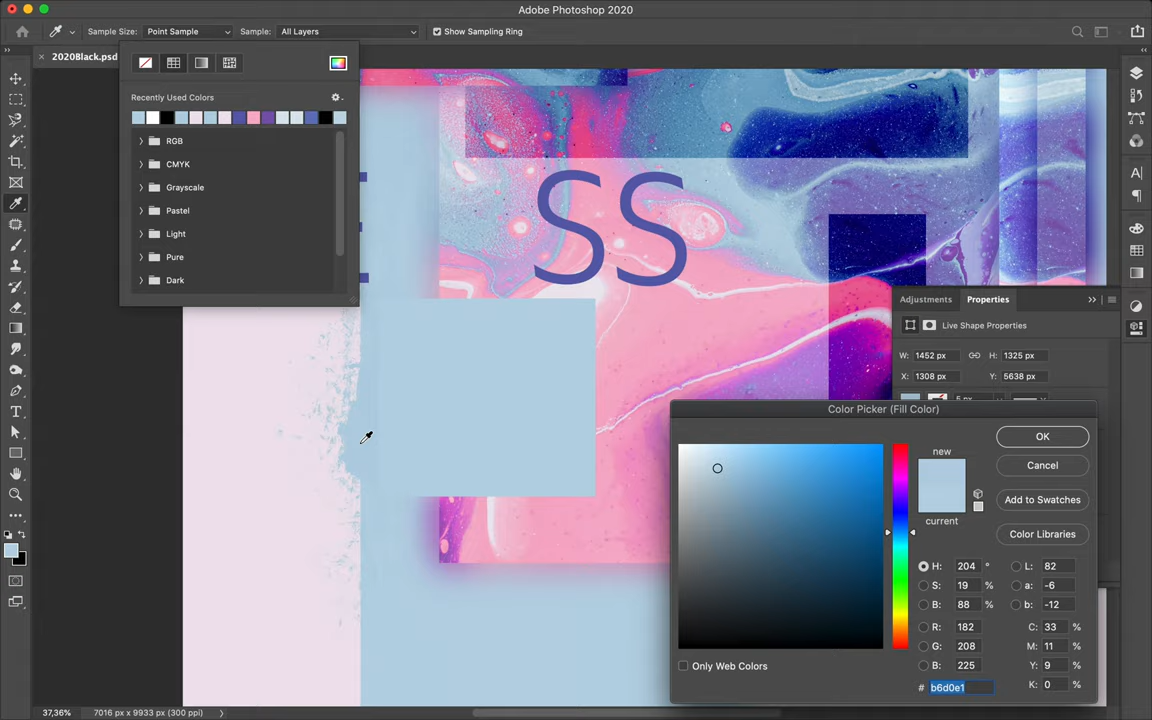 Adobe Photoshop 2020
Sample Size: Point Sample Sample: All Layers Show Sampling Ring
2020Black.psd
Recently Used Colors
RGB
CMYK
Grayscale
Pastel
Light
Pure
Dark
SS
Adjustments Properties
Live Shape Properties
W: 1452 px H: 1325 px
X: 1308 px Y: 5638 px
5 px
Color Picker (Fill Color)
new
current
OK
Cancel
Add to Swatches
Color Libraries
H: 204 ° L: 82
S: 19 % a: -6
B: 88 % b: -12
R: 182 C: 33 %
G: 208 M: 11 %
B: 225 Y: 9 %
# b6d0e1 K: 0 %
Only Web Colors
37,36% 7016 px x 9933 px (300 ppi)